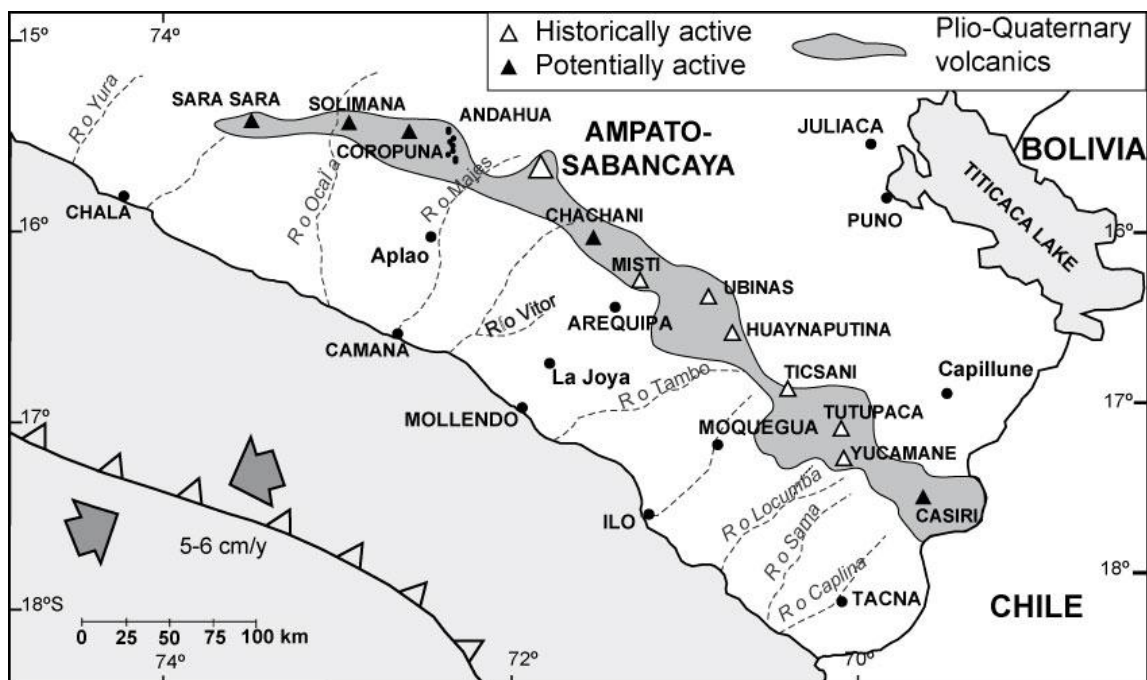 15º
74º
Historically active
Potentially active
Plio-Quaternary
volcanics
R o Yura
SARA SARA
SOLIMANA
COROPUNA
ANDAHUA
AMPATO-
SABANCAYA
JULIACA
BOLIVIA
TITICACA LAKE
PUNO
CHALA
R o Ocaï a
R o Majes
16º
16º
Aplao
CHACHANI
MISTI
UBINAS
AREQUIPA
HUAYNAPUTINA
Río Vitor
CAMANÁ
La Joya
TICSANI
Capillune
R o Tambo
17º
17º
MOLLENDO
MOQUEGUA
TUTUPACA
YUCAMANE
ILO
R o Locumba
CASIRI
R o Sama
5-6 cm/y
R o Caplina
18º
TACNA
CHILE
18ºS
0 25 50 75 100 km
74º
72º
70º